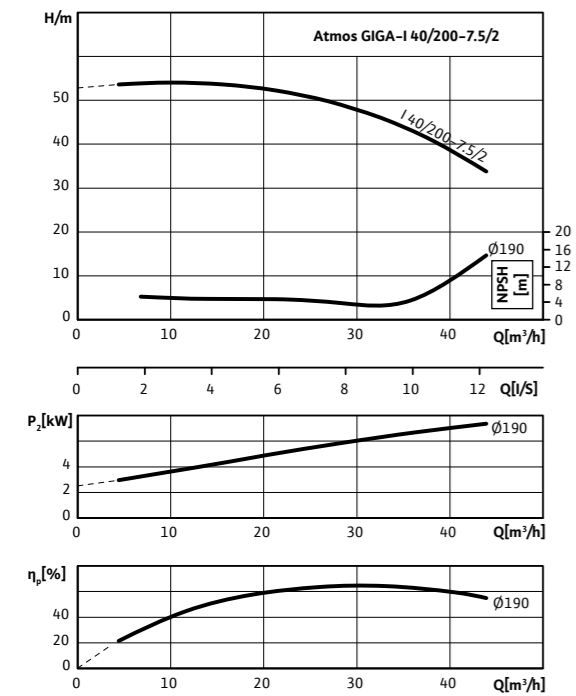 H/m
Atmos GIGA-I 40/200-7.5/2
50
40
30
20
10
0
I 40/200-7.5/2
Ø190
NPSH
[m]
20
16
12
8
4
0
0 10 20 30 40 Q[m³/h]
0 2 4 6 8 10 12 Q[l/S]
P₂[kW]
4
2
0
Ø190
0 10 20 30 40 Q[m³/h]
ηₚ[%]
40
20
0
Ø190
0 10 20 30 40 Q[m³/h]